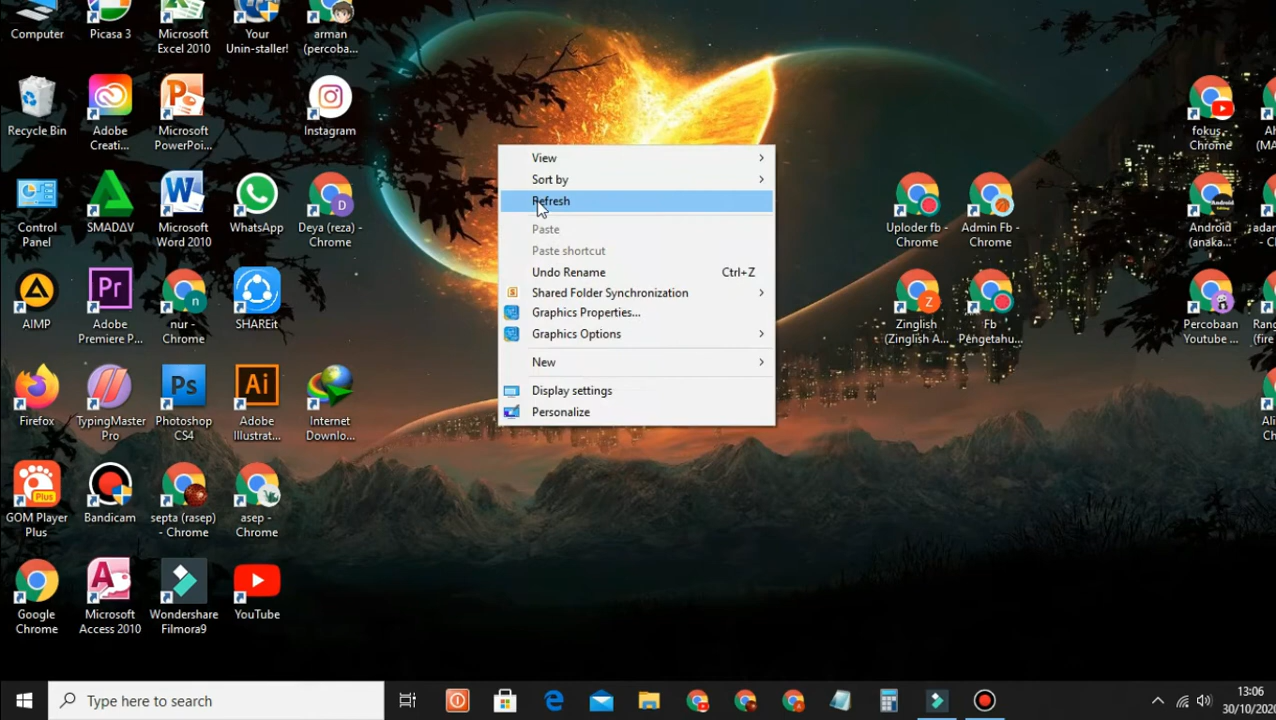 Computer
Picasa 3
Microsoft
Excel 2010
Your
Unin-staller!
arman
(percoba...
Recycle Bin
Adobe
Creati...
Microsoft
PowerPoi...
Instagram
Control
Panel
SMADΔV
Microsoft
Word 2010
WhatsApp
Deya (reza) -
Chrome
AIMP
Adobe
Premiere P...
nur -
Chrome
SHAREit
Firefox
TypingMaster
Pro
Photoshop
CS4
Adobe
Illustrat...
Internet
Downlo...
GOM Player
Plus
Bandicam
septa (rasep)
- Chrome
asep -
Chrome
Google
Chrome
Microsoft
Access 2010
Wondershare
Filmora9
YouTube
View
Sort by
Refresh
Paste
Paste shortcut
Undo Rename Ctrl+Z
Shared Folder Synchronization
Graphics Properties...
Graphics Options
New
Display settings
Personalize
fokus -
Chrome
Uploder fb -
Chrome
Admin Fb -
Chrome
Android
(anaka...
Zinglish
(Zinglish A...
Fb
Pengetahu...
Percobaan
Youtube ...
Type here to search
13:06
30/10/2020